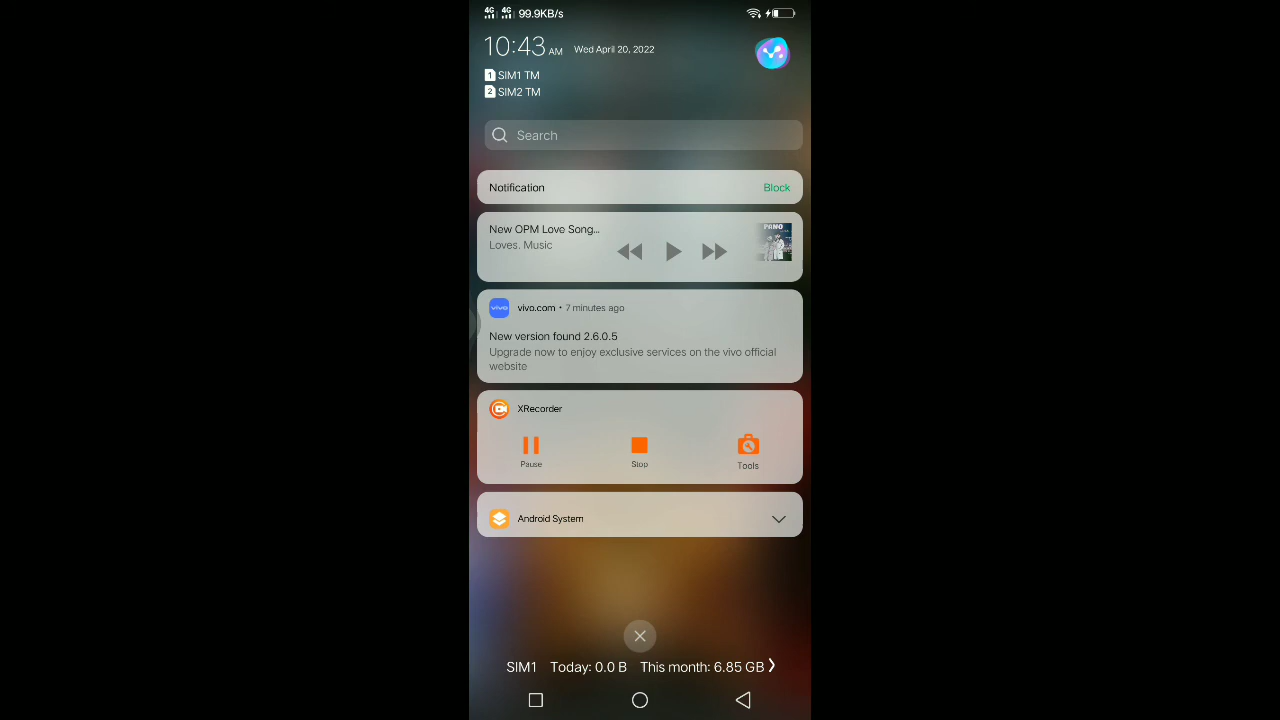 4G 4G 99.9KB/s
10:43 AM Wed April 20, 2022
1 SIM1 TM
2 SIM2 TM
Search
Notification Block
New OPM Love Song...
Loves. Music
PANO
vivo vivo.com • 7 minutes ago
New version found 2.6.0.5
Upgrade now to enjoy exclusive services on the vivo official
website
XRecorder
Pause Stop Tools
Android System
SIM1 Today: 0.0 B This month: 6.85 GB